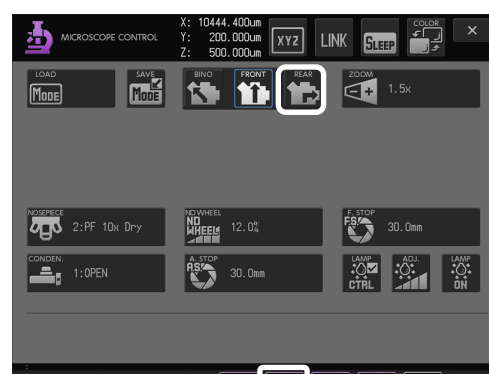 MICROSCOPE CONTROL
X: 10444.400um
Y: 200.000um
Z: 500.000um
XYZ
LINK
SLEEP
COLOR
LOAD
MODE
SAVE
MODE
BINO
FRONT
REAR
ZOOM
1.5x
NOSEPIECE
2:PF 10x Dry
ND WHEEL
ND
WHEEL
12.0%
F. STOP
F.S.
30.0mm
CONDEN.
1:OPEN
A. STOP
A.S.
30.0mm
LAMP
CTRL
ADJ.
LAMP
ON